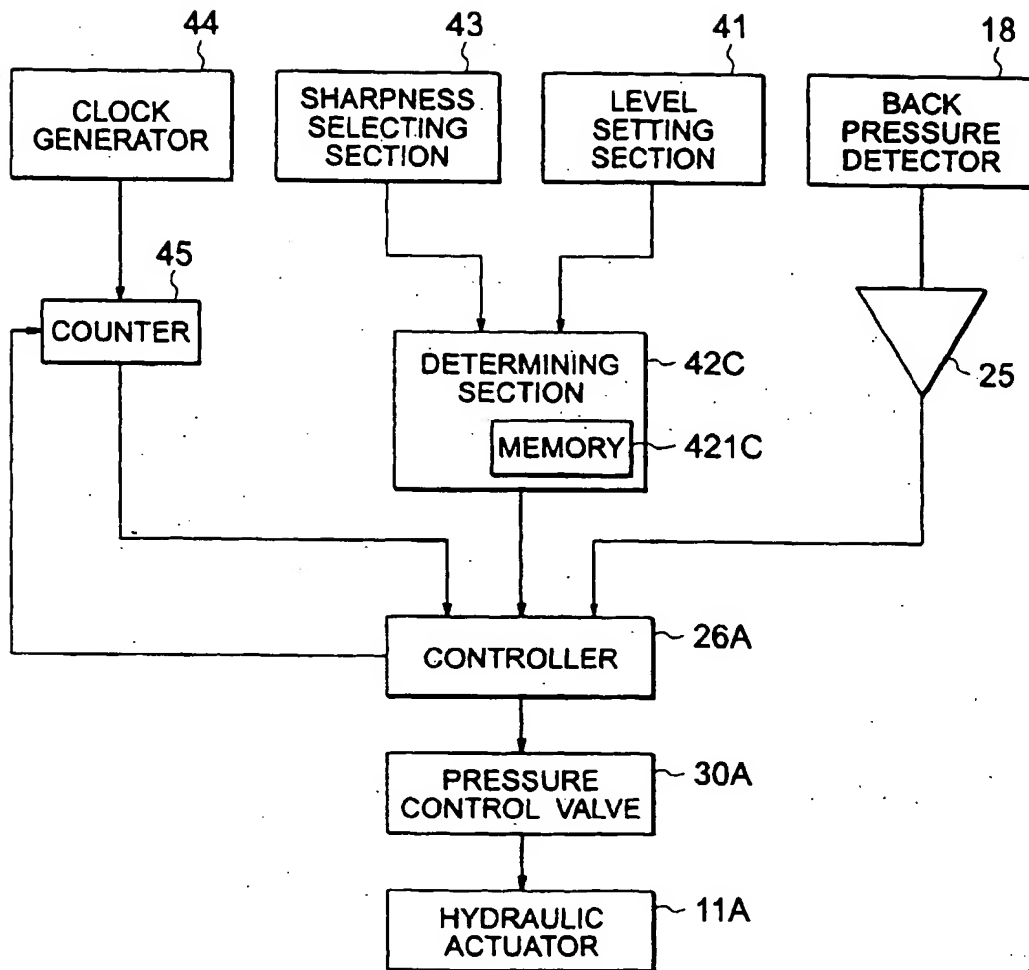 44
43
41
18
CLOCK
GENERATOR
SHARPNESS
SELECTING
SECTION
LEVEL
SETTING
SECTION
BACK
PRESSURE
DETECTOR
45
COUNTER
DETERMINING
SECTION
42C
MEMORY
421C
25
CONTROLLER
26A
PRESSURE
CONTROL VALVE
30A
HYDRAULIC
ACTUATOR
11A